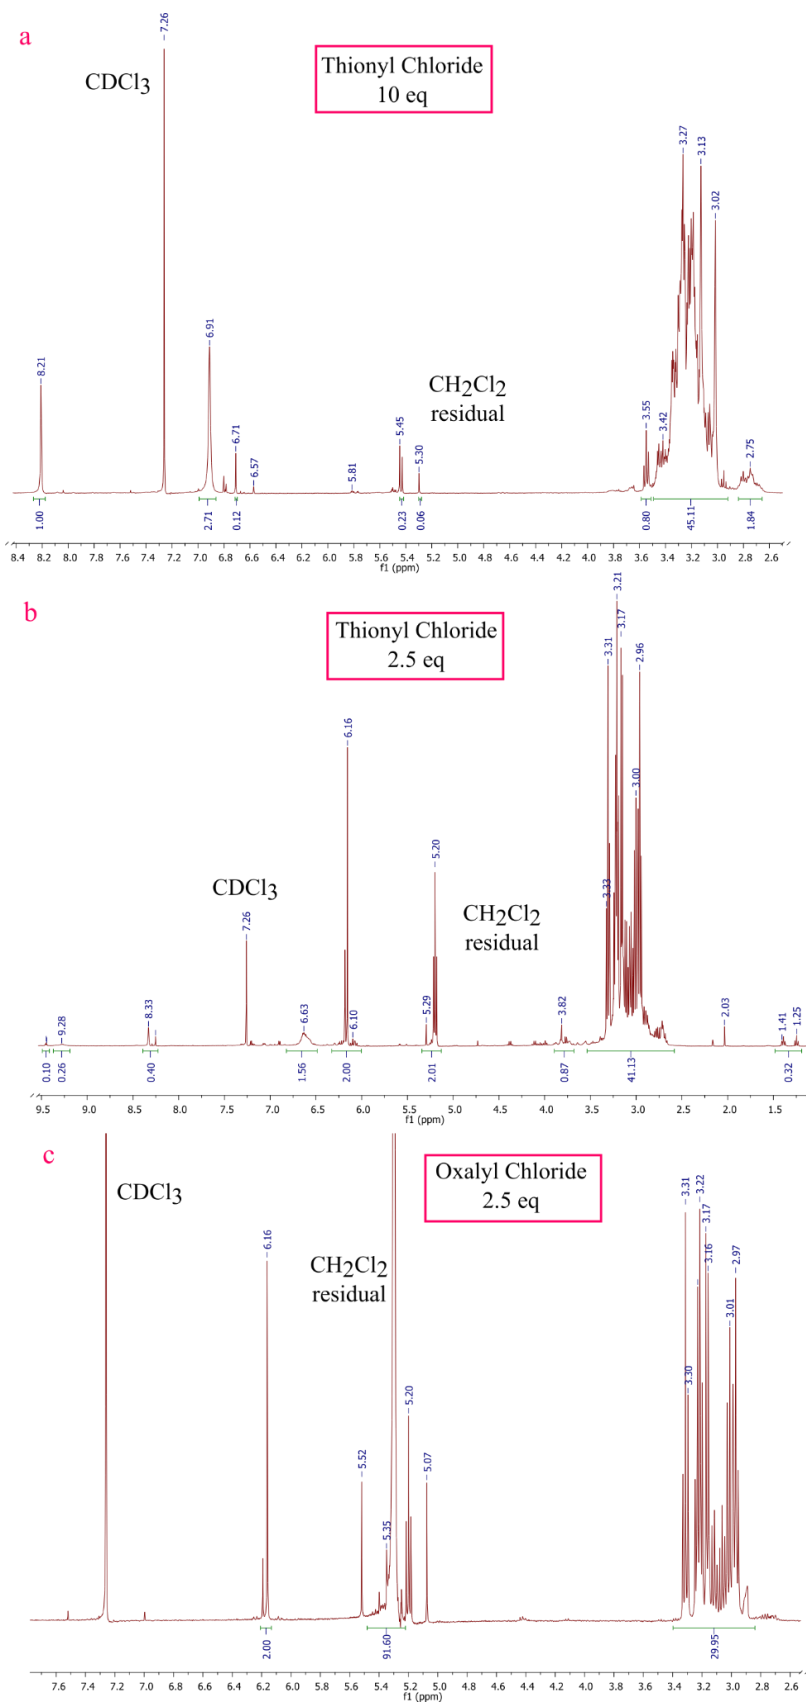 a
Thionyl Chloride
10 eq
CDCl3
CH2Cl2
residual
8.21
7.26
6.91
6.71
6.57
5.81
5.45
5.30
3.55
3.42
3.27
3.13
3.02
2.75
1.00
2.71
0.12
0.23
0.06
0.80
45.11
1.84
8.4 8.2 8.0 7.8 7.6 7.4 7.2 7.0 6.8 6.6 6.4 6.2 6.0 5.8 5.6 5.4 5.2 5.0 4.8 4.6 4.4 4.2 4.0 3.8 3.6 3.4 3.2 3.0 2.8 2.6
f1 (ppm)
b
Thionyl Chloride
2.5 eq
CDCl3
CH2Cl2
residual
9.28
8.33
7.26
6.63
6.16
6.10
5.29
5.20
3.82
3.33
3.31
3.21
3.17
3.00
2.96
2.03
1.41
1.25
0.10
0.26
0.40
1.56
2.00
2.01
0.87
41.13
0.32
9.5 9.0 8.5 8.0 7.5 7.0 6.5 6.0 5.5 5.0 4.5 4.0 3.5 3.0 2.5 2.0 1.5
f1 (ppm)
c
Oxalyl Chloride
2.5 eq
CDCl3
CH2Cl2
residual
6.16
5.52
5.35
5.20
5.07
3.31
3.30
3.22
3.17
3.16
3.01
2.97
2.00
91.60
29.95
7.6 7.4 7.2 7.0 6.8 6.6 6.4 6.2 6.0 5.8 5.6 5.4 5.2 5.0 4.8 4.6 4.4 4.2 4.0 3.8 3.6 3.4 3.2 3.0 2.8 2.6
f1 (ppm)